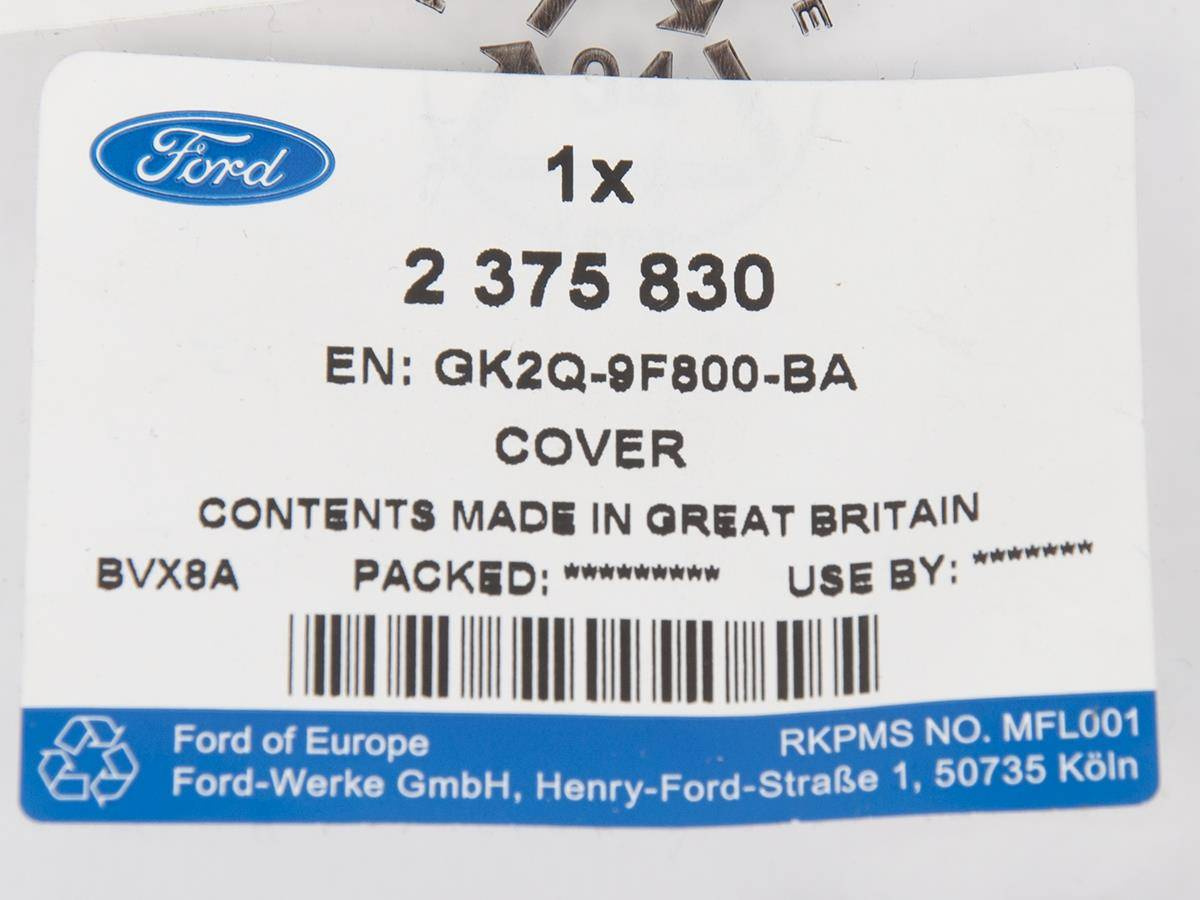 Ford
1x
2 375 830
EN: GK2Q-9F800-BA
COVER
CONTENTS MADE IN GREAT BRITAIN
BVX8A PACKED: ********* USE BY: *******
Ford of Europe RKPMS NO. MFL001
Ford-Werke GmbH, Henry-Ford-Straße 1, 50735 Köln